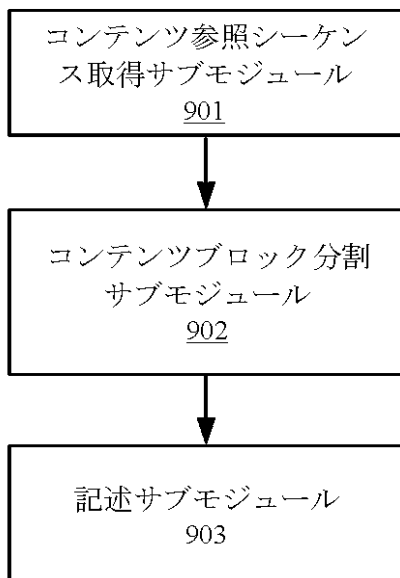 コンテンツ参照シーケン
ス取得サブモジュール
901
コンテンツブロック分割
サブモジュール
902
記述サブモジュール
903